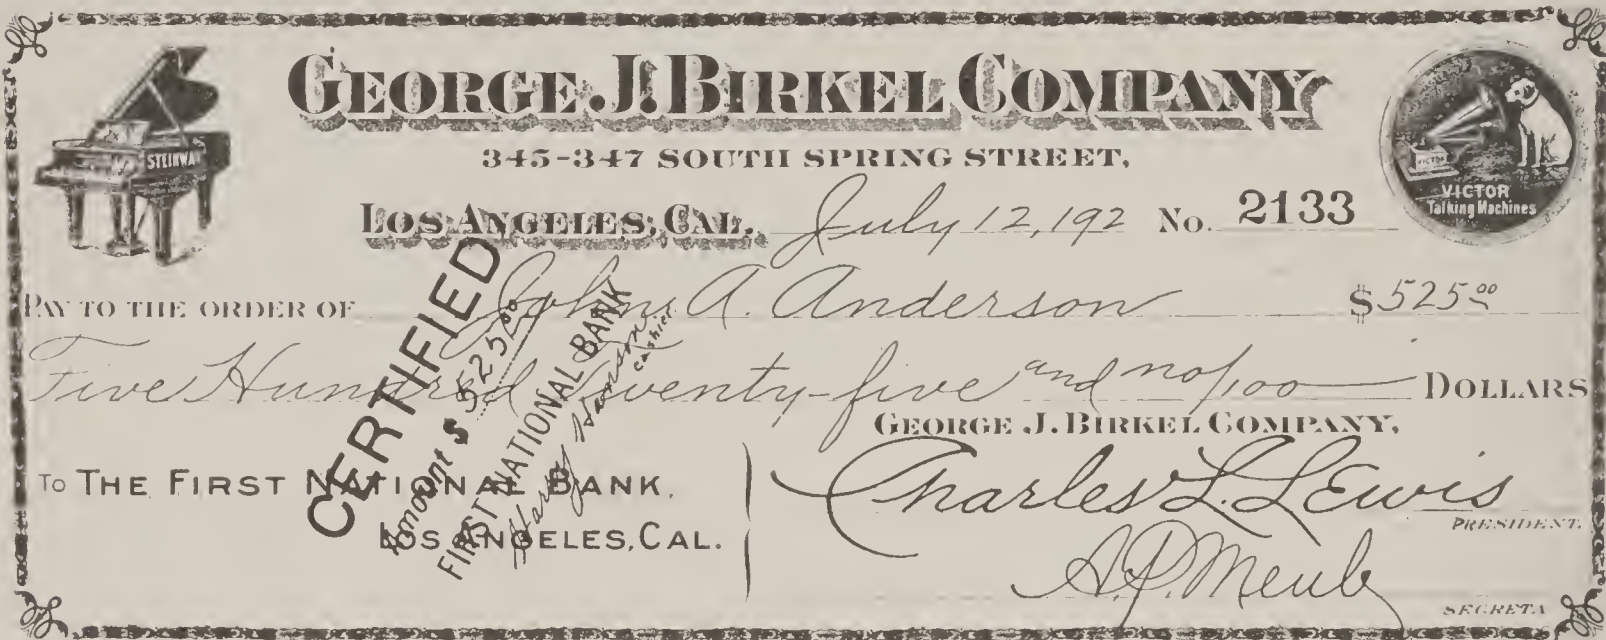 GEORGE J. BIRKEL COMPANY
345-347 SOUTH SPRING STREET,
STEINWAY
VICTOR
VICTOR
Talking Machines
LOS ANGELES, CAL. July 12, 192 No. 2133
PAY TO THE ORDER OF John A. Anderson $ 525 00
Five Hundred Twenty-five and no/100 DOLLARS
GEORGE J. BIRKEL COMPANY,
TO THE FIRST NATIONAL BANK,
LOS ANGELES, CAL.
CERTIFIED
Amount $ 525 00
FIRST NATIONAL BANK
Harry
Cashier
Charles L. Lewis
PRESIDENT.
SECRETA